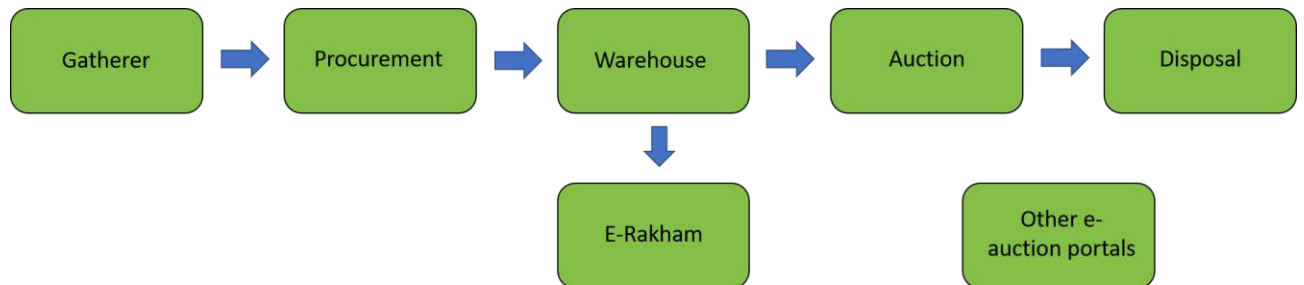 Gatherer
Procurement
Warehouse
Auction
Disposal
E-Rakham
Other e-
auction portals